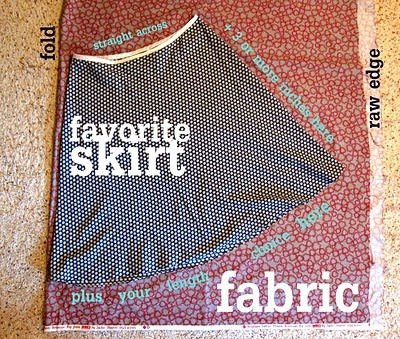 fold
straight across
+ 3 or more inches here
raw edge
favorite
skirt
plus your length choice here
fabric